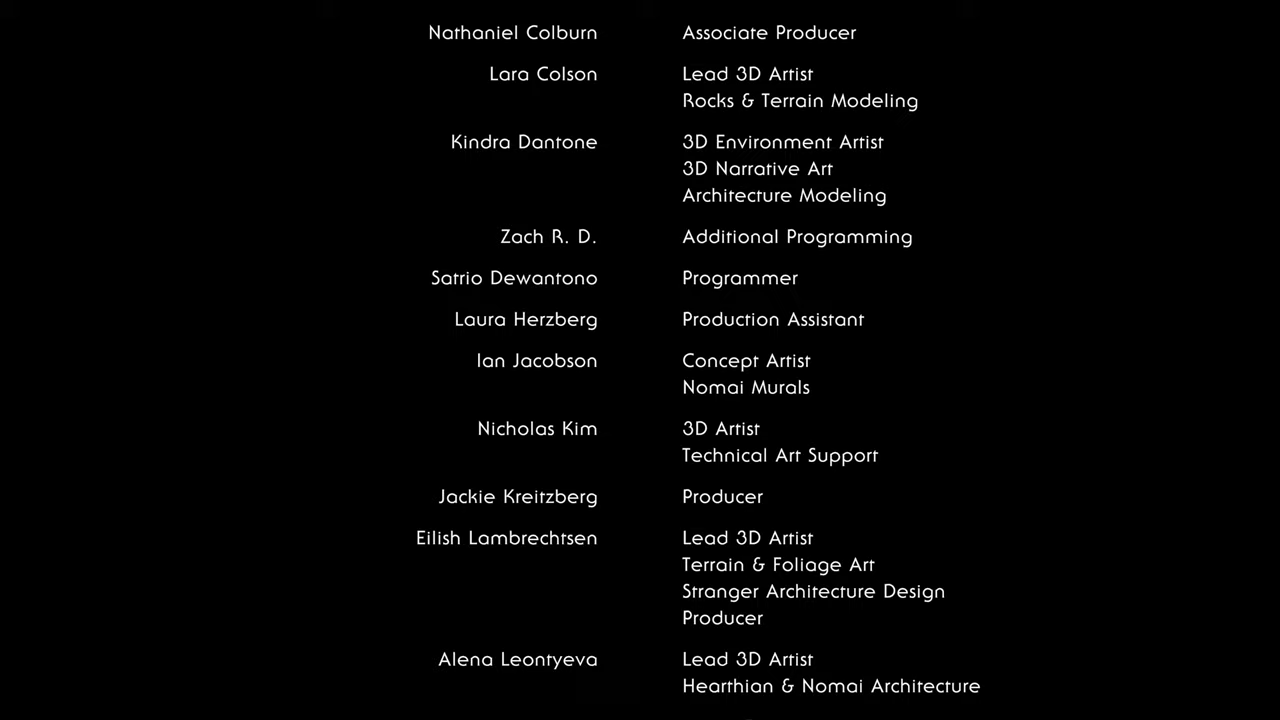 Nathaniel Colburn Associate Producer
Lara Colson Lead 3D Artist
Rocks & Terrain Modeling
Kindra Dantone 3D Environment Artist
3D Narrative Art
Architecture Modeling
Zach R. D. Additional Programming
Satrio Dewantono Programmer
Laura Herzberg Production Assistant
Ian Jacobson Concept Artist
Nomai Murals
Nicholas Kim 3D Artist
Technical Art Support
Jackie Kreitzberg Producer
Eilish Lambrechtsen Lead 3D Artist
Terrain & Foliage Art
Stranger Architecture Design
Producer
Alena Leontyeva Lead 3D Artist
Hearthian & Nomai Architecture